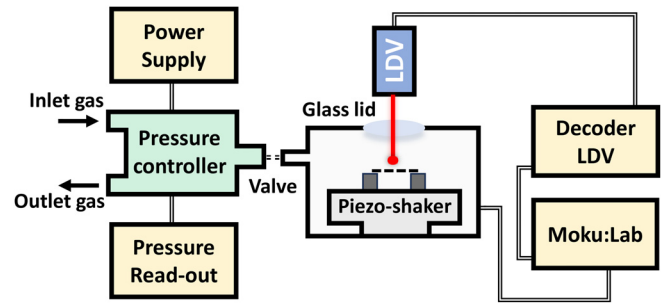 Power
Supply
Inlet gas
Pressure
controller
Outlet gas
Valve
Pressure
Read-out
LDV
Glass lid
Piezo-shaker
Decoder
LDV
Moku:Lab